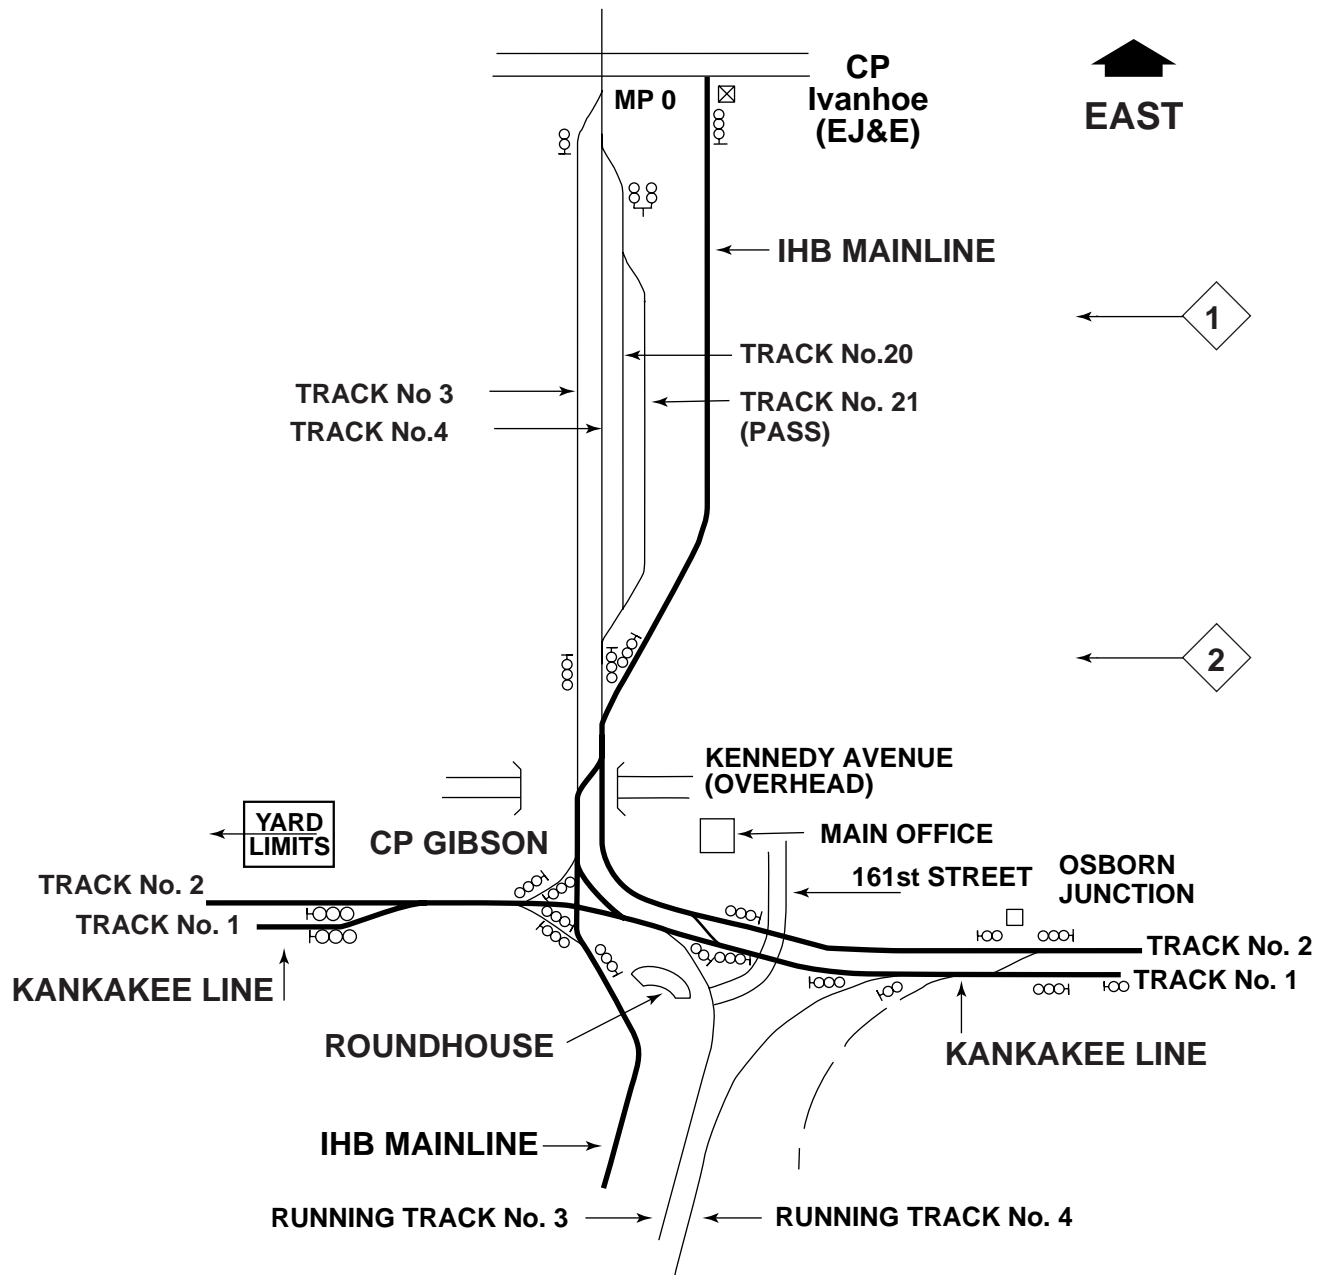 CP
Ivanhoe
(EJ&E)
MP 0
EAST
IHB MAINLINE
1
TRACK No.20
TRACK No 3
TRACK No. 21
(PASS)
TRACK No.4
2
KENNEDY AVENUE
(OVERHEAD)
YARD
LIMITS
CP GIBSON
MAIN OFFICE
161st STREET
OSBORN
JUNCTION
TRACK No. 2
TRACK No. 1
TRACK No. 2
TRACK No. 1
KANKAKEE LINE
ROUNDHOUSE
KANKAKEE LINE
IHB MAINLINE
RUNNING TRACK No. 3
RUNNING TRACK No. 4